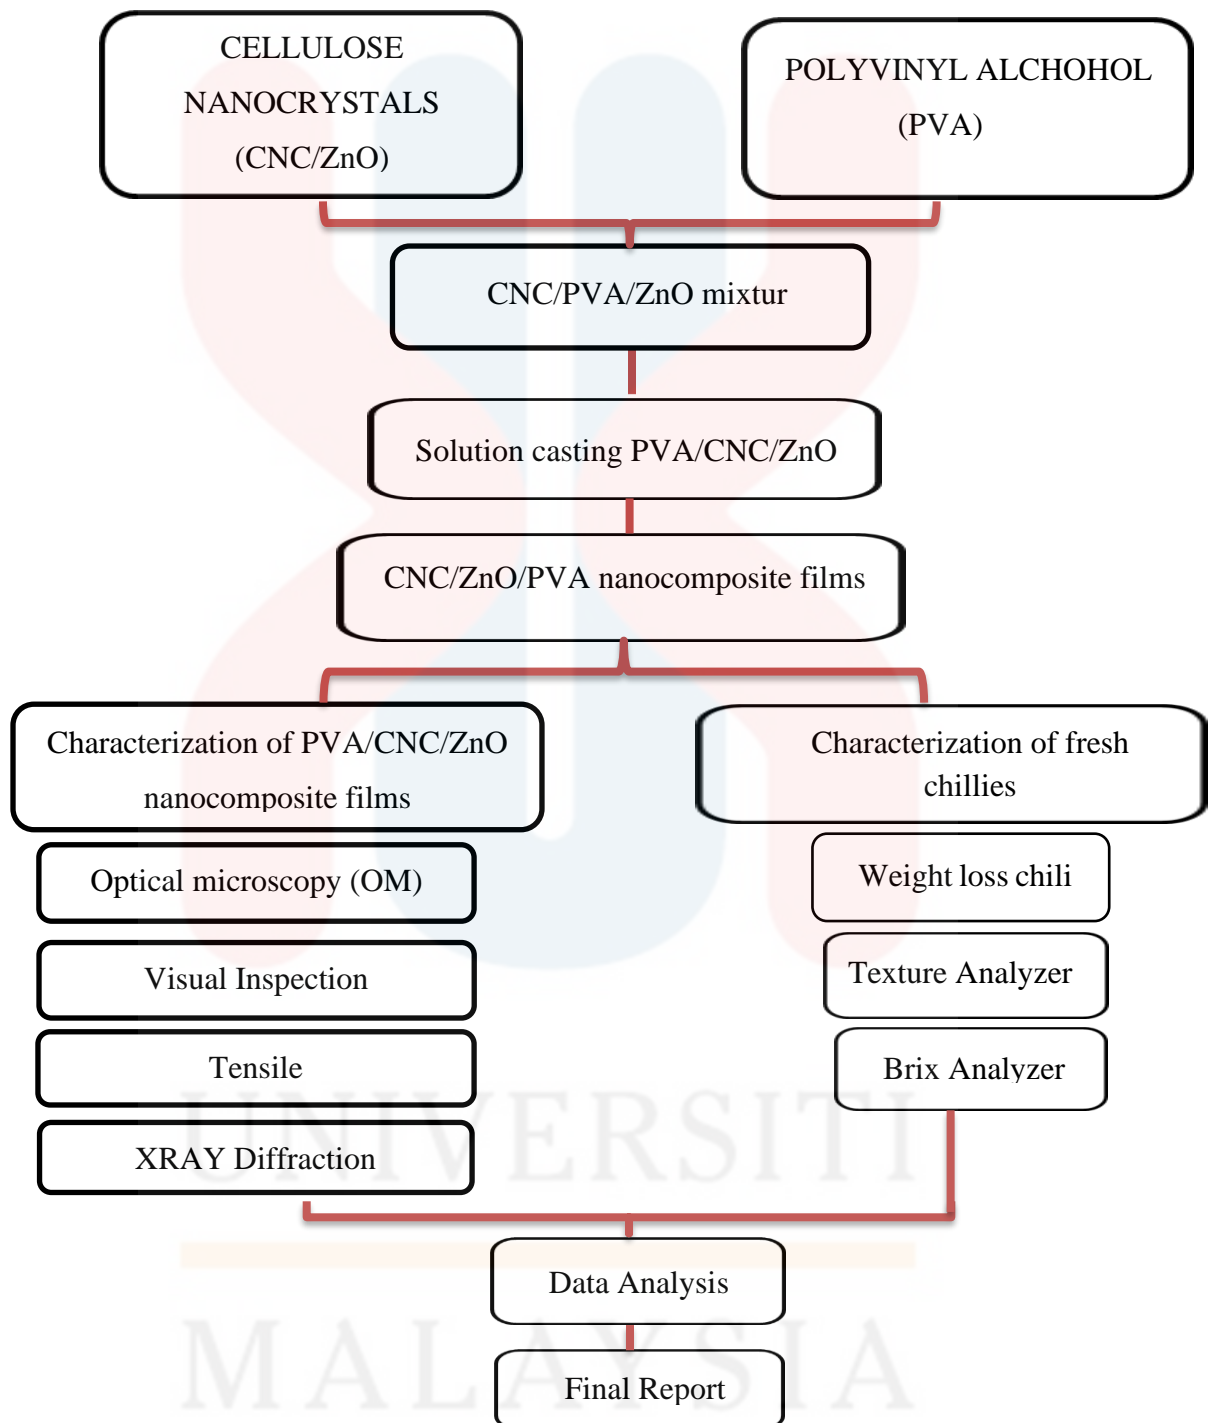 CELLULOSE
NANOCRYSTALS
(CNC/ZnO)
POLYVINYL ALCHOHOL
(PVA)
CNC/PVA/ZnO mixtur
Solution casting PVA/CNC/ZnO
CNC/ZnO/PVA nanocomposite films
Characterization of PVA/CNC/ZnO
nanocomposite films
Optical microscopy (OM)
Visual Inspection
Tensile
XRAY Diffraction
Characterization of fresh
chillies
Weight loss chili
Texture Analyzer
Brix Analyzer
UNIVERSITI
Data Analysis
MALAYSIA
Final Report